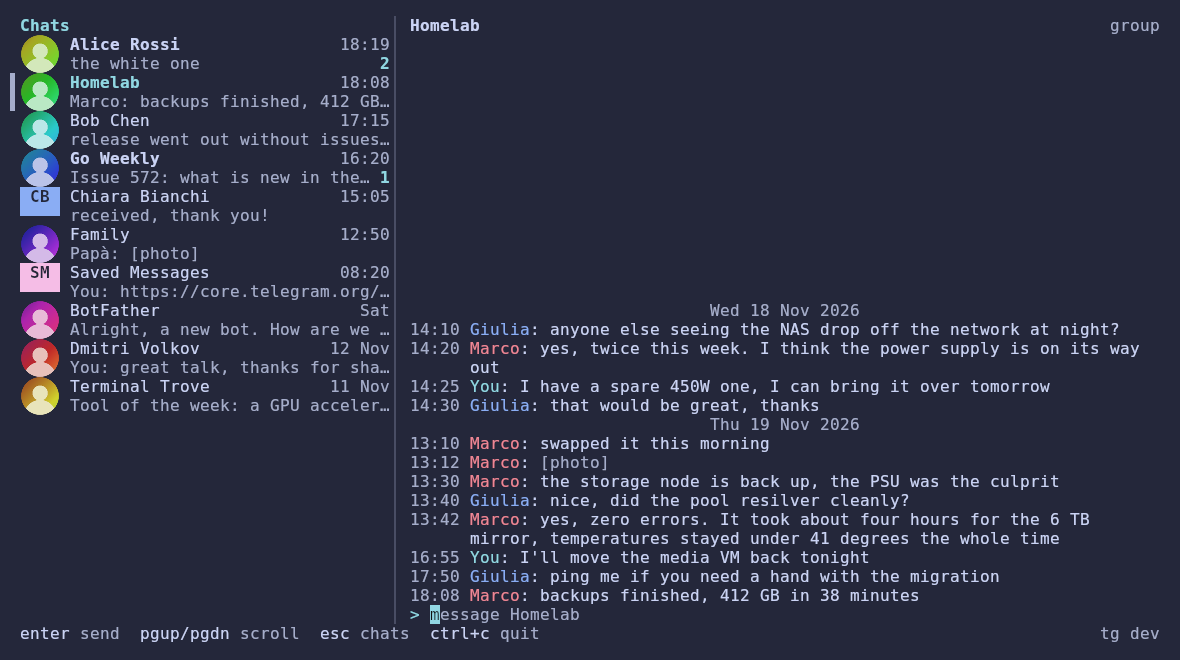 Chats
Alice Rossi 18:19
the white one 2
Homelab 18:08
Marco: backups finished, 412 GB…
Bob Chen 17:15
release went out without issues…
Go Weekly 16:20
Issue 572: what is new in the… 1
CB Chiara Bianchi 15:05
received, thank you!
Family 12:50
Papà: [photo]
SM Saved Messages 08:20
You: https://core.telegram.org/…
BotFather Sat
Alright, a new bot. How are we …
Dmitri Volkov 12 Nov
You: great talk, thanks for sha…
Terminal Trove 11 Nov
Tool of the week: a GPU acceler…
Homelab group
Wed 18 Nov 2026
14:10 Giulia: anyone else seeing the NAS drop off the network at night?
14:20 Marco: yes, twice this week. I think the power supply is on its way
out
14:25 You: I have a spare 450W one, I can bring it over tomorrow
14:30 Giulia: that would be great, thanks
Thu 19 Nov 2026
13:10 Marco: swapped it this morning
13:12 Marco: [photo]
13:30 Marco: the storage node is back up, the PSU was the culprit
13:40 Giulia: nice, did the pool resilver cleanly?
13:42 Marco: yes, zero errors. It took about four hours for the 6 TB
mirror, temperatures stayed under 41 degrees the whole time
16:55 You: I'll move the media VM back tonight
17:50 Giulia: ping me if you need a hand with the migration
18:08 Marco: backups finished, 412 GB in 38 minutes
> message Homelab
enter send pgup/pgdn scroll esc chats ctrl+c quit tg dev